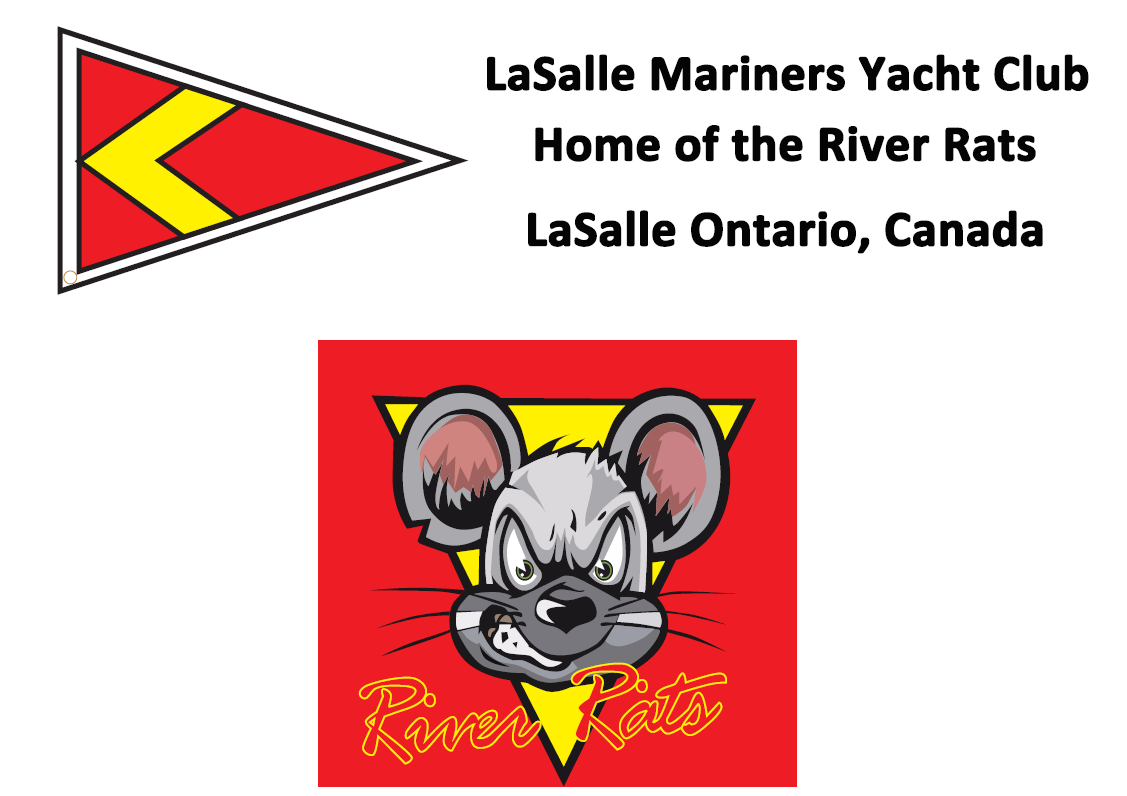 LaSalle Mariners Yacht Club
Home of the River Rats
LaSalle Ontario, Canada
River Rats